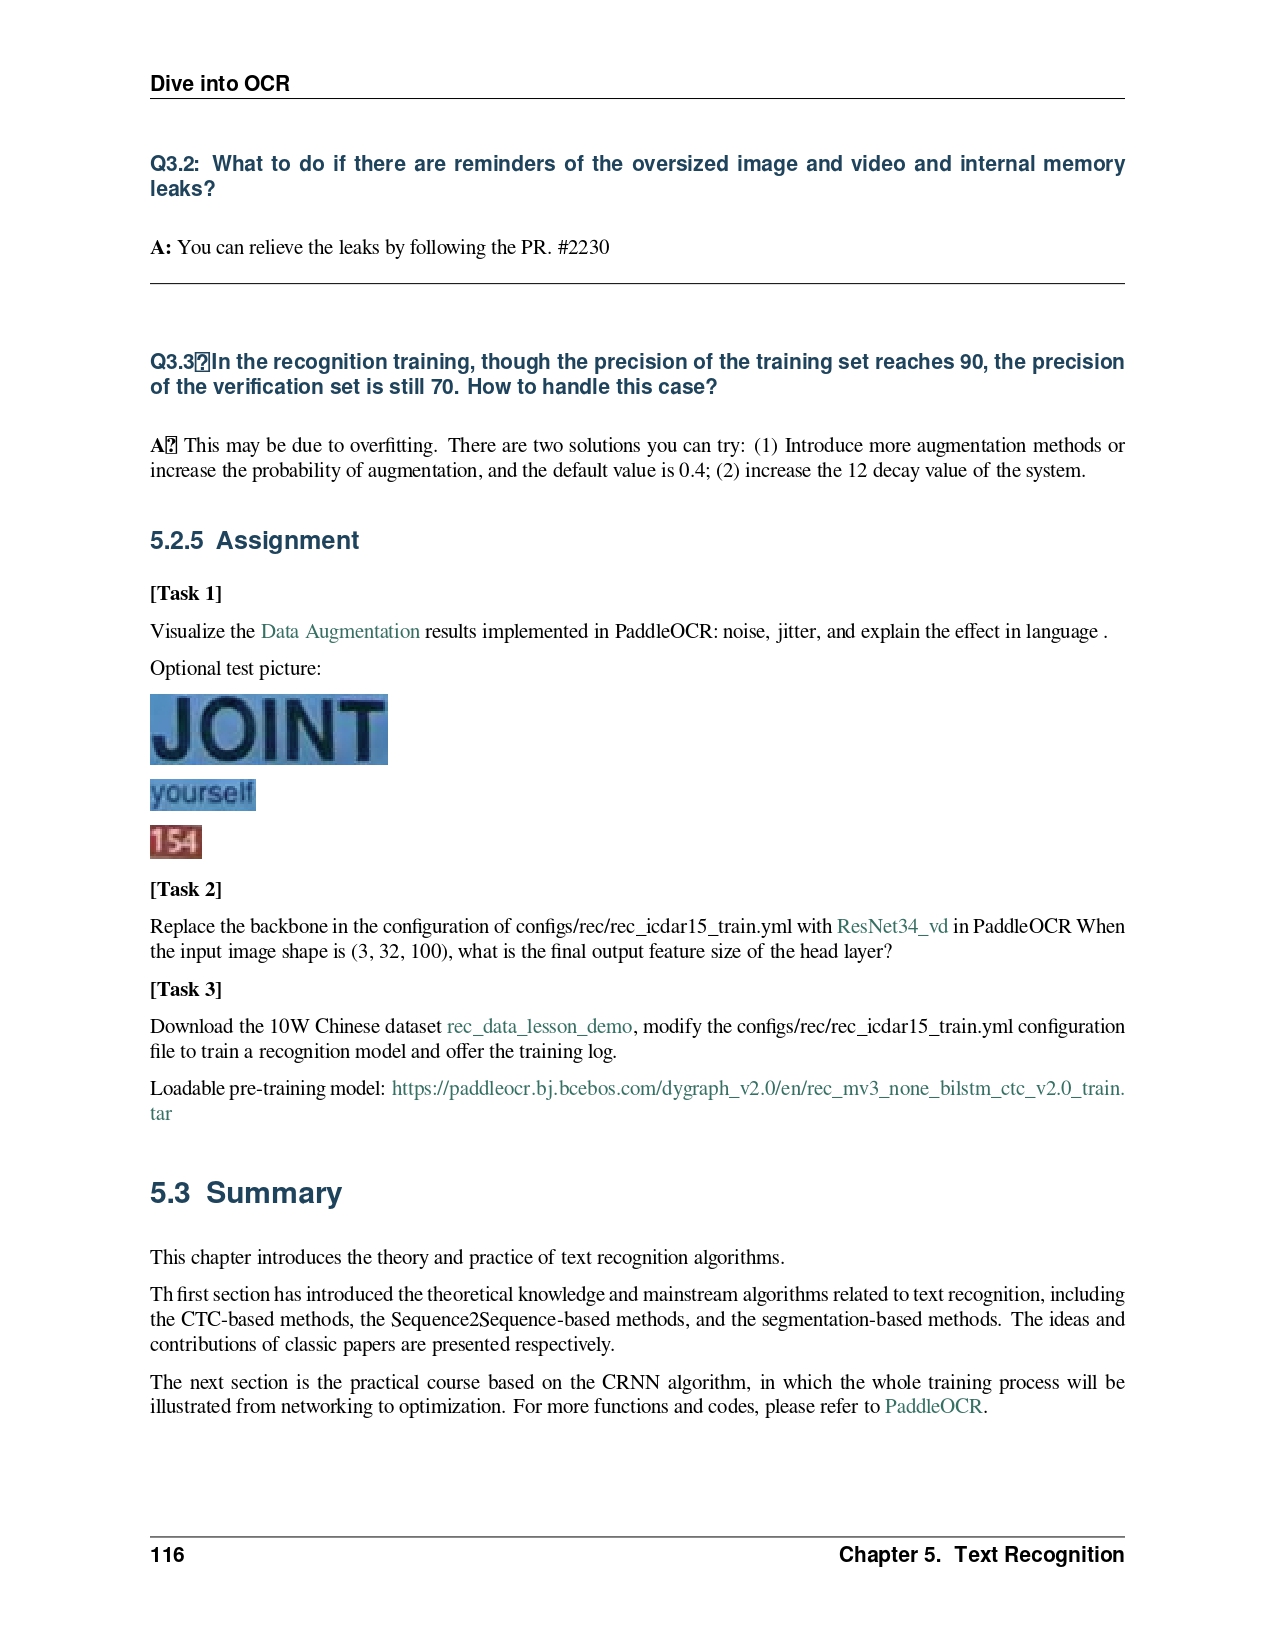 Dive into OCR
Q3.2: What to do if there are reminders of the oversized image and video and internal memory
leaks?
A: You can relieve the leaks by following the PR. #2230
Q3.3⍰In the recognition training, though the precision of the training set reaches 90, the precision
of the verification set is still 70. How to handle this case?
A⍰ This may be due to overfitting. There are two solutions you can try: (1) Introduce more augmentation methods or
increase the probability of augmentation, and the default value is 0.4; (2) increase the 12 decay value of the system.
5.2.5 Assignment
[Task 1]
Visualize the Data Augmentation results implemented in PaddleOCR: noise, jitter, and explain the effect in language .
Optional test picture:
JOINT
yourself
154
[Task 2]
Replace the backbone in the configuration of configs/rec/rec_icdar15_train.yml with ResNet34_vd in PaddleOCR When
the input image shape is (3, 32, 100), what is the final output feature size of the head layer?
[Task 3]
Download the 10W Chinese dataset rec_data_lesson_demo, modify the configs/rec/rec_icdar15_train.yml configuration
file to train a recognition model and offer the training log.
Loadable pre-training model: https://paddleocr.bj.bcebos.com/dygraph_v2.0/en/rec_mv3_none_bilstm_ctc_v2.0_train.
tar
5.3 Summary
This chapter introduces the theory and practice of text recognition algorithms.
Th first section has introduced the theoretical knowledge and mainstream algorithms related to text recognition, including
the CTC-based methods, the Sequence2Sequence-based methods, and the segmentation-based methods. The ideas and
contributions of classic papers are presented respectively.
The next section is the practical course based on the CRNN algorithm, in which the whole training process will be
illustrated from networking to optimization. For more functions and codes, please refer to PaddleOCR.
116
Chapter 5. Text Recognition